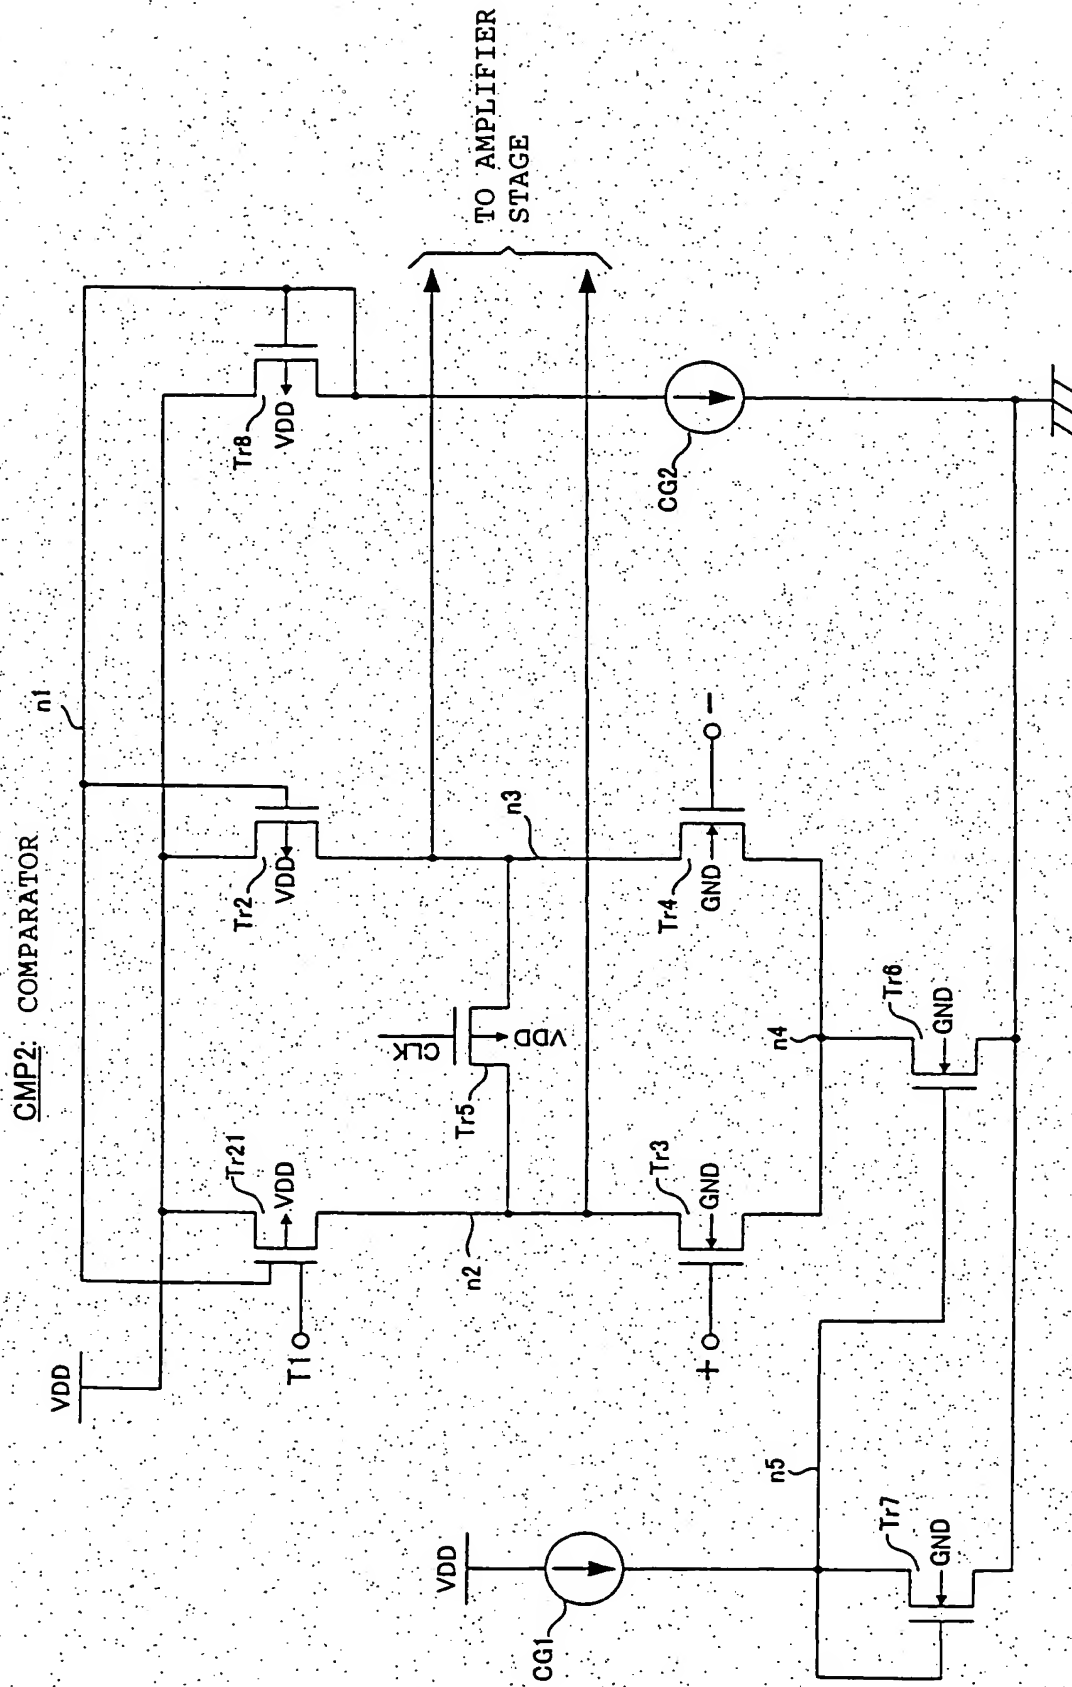 CMP2: COMPARATOR
VDD
n1
Tr21
VDD
T1
Tr2
VDD
Tr8
VDD
TO AMPLIFIER
STAGE
CLK
VDD
Tr5
n2
n3
Tr3
GND
+
Tr4
GND
-
CG2
VDD
CG1
n5
n4
Tr6
GND
Tr7
GND